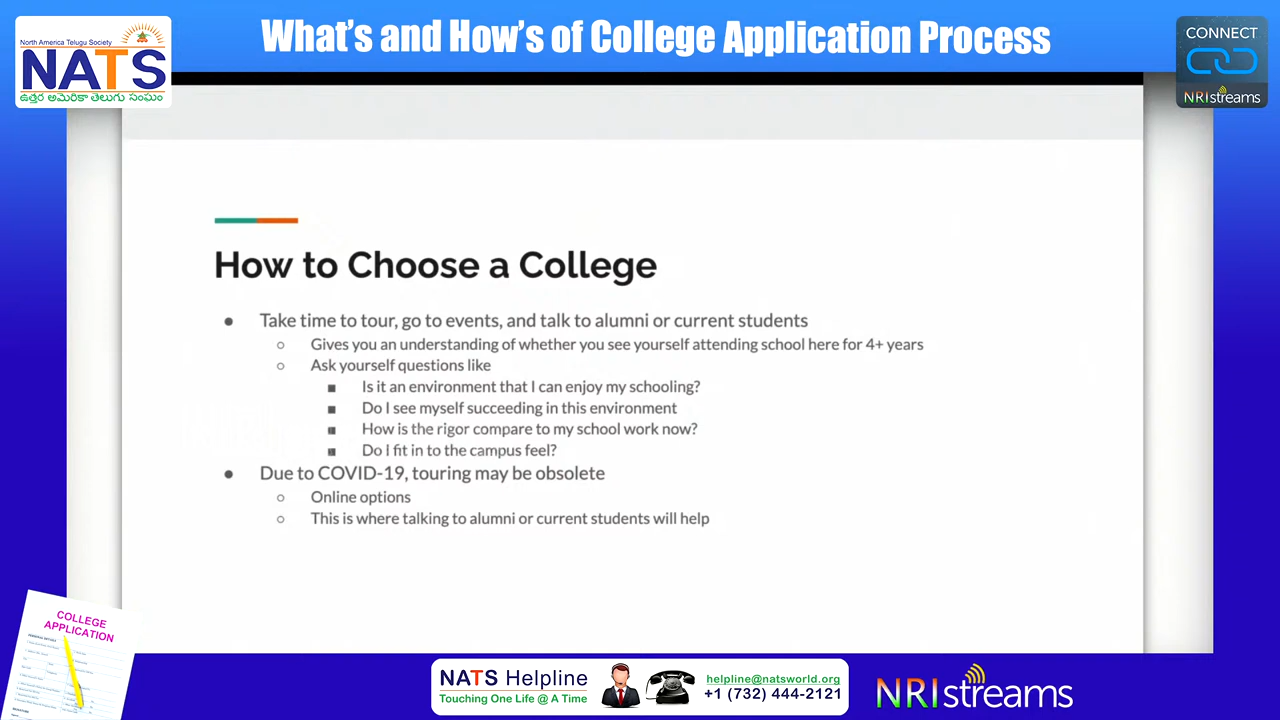 North America Telugu Society
NATS
ఉత్తర అమెరికా తెలుగు సంఘం
What's and How's of College Application Process
CONNECT
NRIstreams
How to Choose a College
● Take time to tour, go to events, and talk to alumni or current students
○ Gives you an understanding of whether you see yourself attending school here for 4+ years
○ Ask yourself questions like
■ Is it an environment that I can enjoy my schooling?
■ Do I see myself succeeding in this environment
■ How is the rigor compare to my school work now?
■ Do I fit in to the campus feel?
● Due to COVID-19, touring may be obsolete
○ Online options
○ This is where talking to alumni or current students will help
COLLEGE
APPLICATION
NATS Helpline
Touching One Life @ A Time
helpline@natsworld.org
+1 (732) 444-2121
NRIstreams